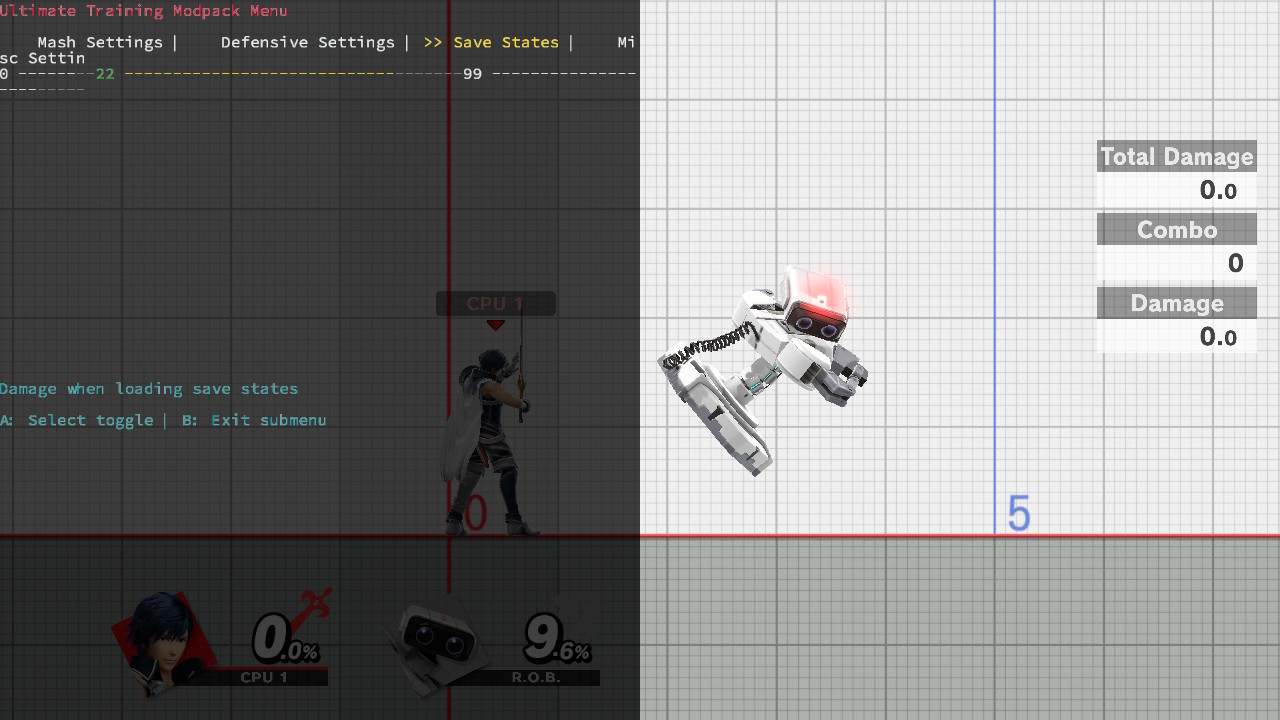 Ultimate Training Modpack Menu
Mash Settings | Defensive Settings | >> Save States | Mi
sc Settin
0 -------- 22 ------------------------------------ 99 ----------------
---------
Total Damage
0.0
Combo
0
Damage
0.0
CPU 1
Damage when loading save states
A: Select toggle | B: Exit submenu
0
5
0.0%
CPU 1
9.6%
R.O.B.